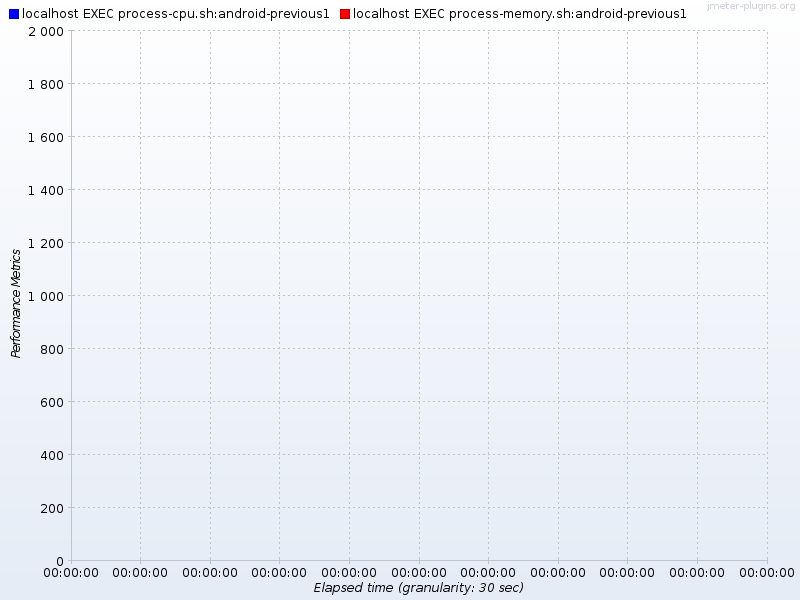 jmeter-plugins.org
localhost EXEC process-cpu.sh:android-previous1 localhost EXEC process-memory.sh:android-previous1
2 000
1 800
1 600
1 400
1 200
1 000
800
600
400
200
0
Performance Metrics
00:00:00 00:00:00 00:00:00 00:00:00 00:00:00 00:00:00 00:00:00 00:00:00 00:00:00 00:00:00 00:00:00
Elapsed time (granularity: 30 sec)